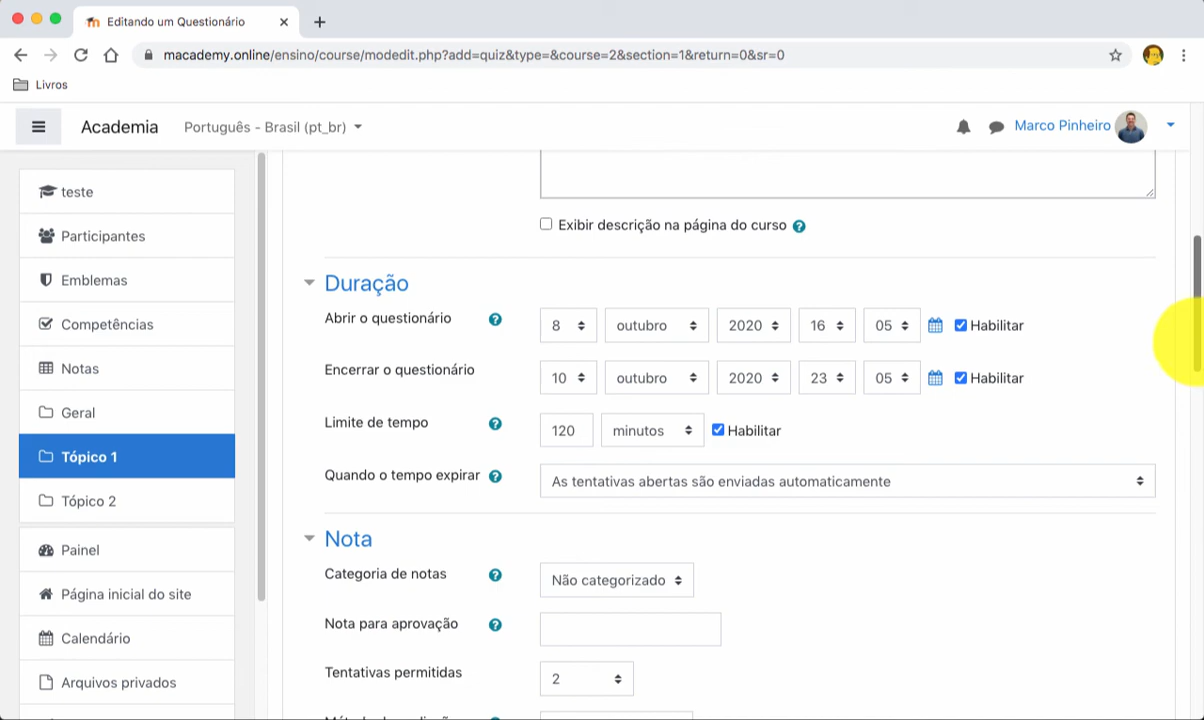 Editando um Questionário
macademy.online/ensino/course/modedit.php?add=quiz&type=&course=2&section=1&return=0&sr=0
Livros
Academia Português - Brasil (pt_br) Marco Pinheiro
teste
Participantes
Emblemas
Competências
Notas
Geral
Tópico 1
Tópico 2
Painel
Página inicial do site
Calendário
Arquivos privados
Exibir descrição na página do curso
Duração
Abrir o questionário 8 outubro 2020 16 05 Habilitar
Encerrar o questionário 10 outubro 2020 23 05 Habilitar
Limite de tempo 120 minutos Habilitar
Quando o tempo expirar As tentativas abertas são enviadas automaticamente
Nota
Categoria de notas Não categorizado
Nota para aprovação
Tentativas permitidas 2